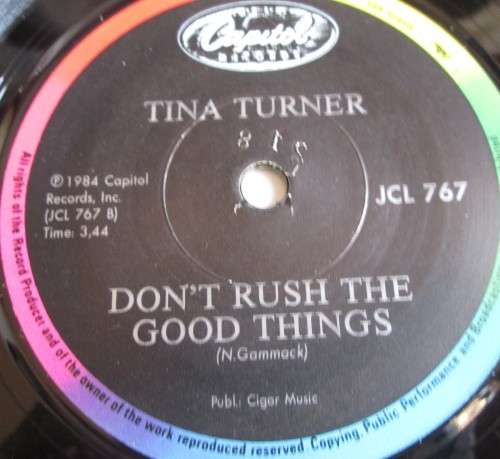 Capitol
RECORDS
TINA TURNER
℗ 1984 Capitol
Records, Inc.
(JCL 767 B)
Time: 3,44
JCL 767
DON'T RUSH THE
GOOD THINGS
(N. Gammack)
Publ.: Cigar Music
All rights of the Record Producer and of the owner of the work reproduced reserved Copying, Public Performance and